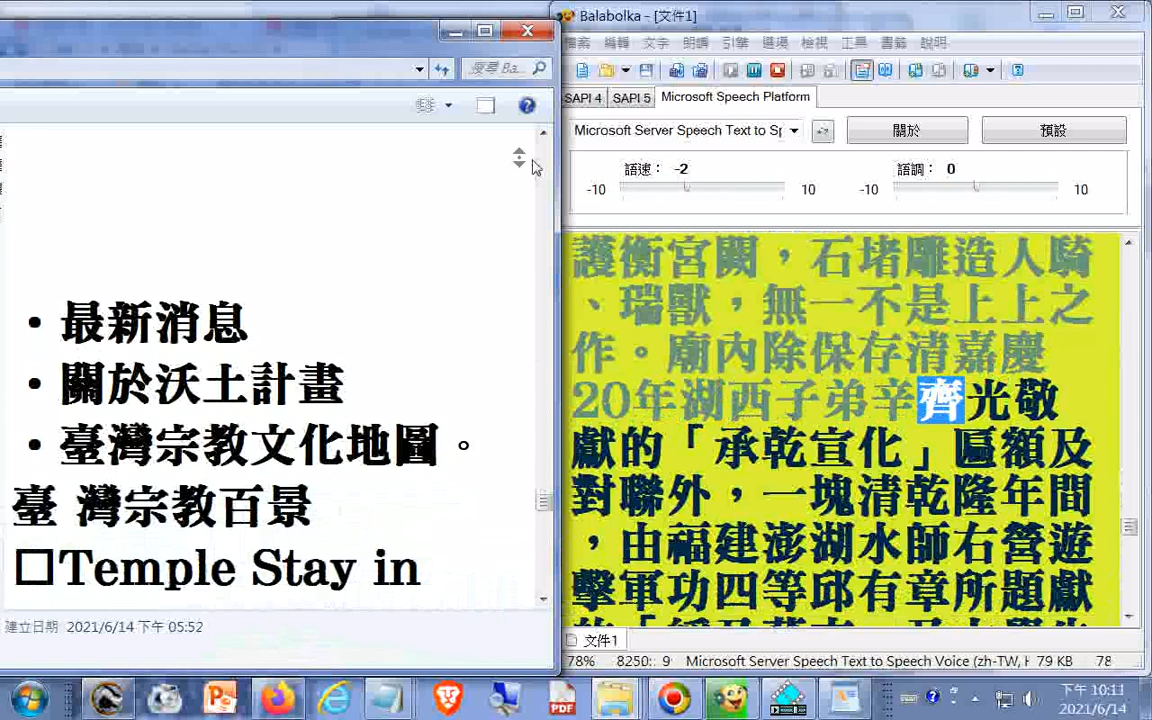 搜尋 Ba...
・最新消息
・關於沃土計畫
・臺灣宗教文化地圖。
臺 灣宗教百景
□Temple Stay in
建立日期 2021/6/14 下午 05:52
Balabolka - [文件1]
檔案 編輯 文字 朗讀 引擎 選項 檢視 工具 書籤 說明
SAPI 4 SAPI 5 Microsoft Speech Platform
Microsoft Server Speech Text to Sp 關於 預設
語速： -2 語調： 0
-10 10 -10 10
護衡宮闕，石堵雕造人騎
、瑞獸，無一不是上上之
作。廟內除保存清嘉慶
20年湖西子弟辛齊光敬
獻的「承乾宣化」匾額及
對聯外，一塊清乾隆年間
，由福建澎湖水師右營遊
擊軍功四等邱有章所題獻
文件1
78% 8250:: 9 Microsoft Server Speech Text to Speech Voice (zh-TW, H 79 KB 78
PDF
下午 10:11
2021/6/14